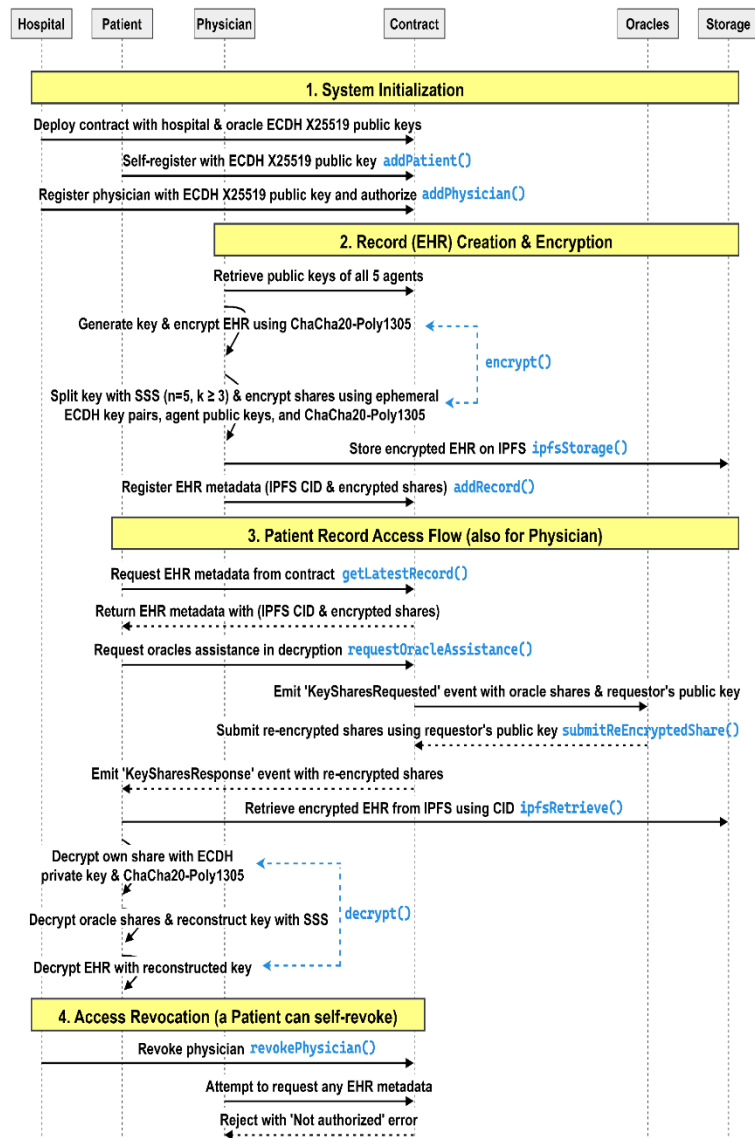 Hospital Patient Physician Contract Oracles Storage
1. System Initialization
Deploy contract with hospital & oracle ECDH X25519 public keys
Self-register with ECDH X25519 public key addPatient()
Register physician with ECDH X25519 public key and authorize addPhysician()
2. Record (EHR) Creation & Encryption
Retrieve public keys of all 5 agents
Generate key & encrypt EHR using ChaCha20-Poly1305
encrypt()
Split key with SSS (n=5, k ≥ 3) & encrypt shares using ephemeral
ECDH key pairs, agent public keys, and ChaCha20-Poly1305
Store encrypted EHR on IPFS ipfsStorage()
Register EHR metadata (IPFS CID & encrypted shares) addRecord()
3. Patient Record Access Flow (also for Physician)
Request EHR metadata from contract getLatestRecord()
Return EHR metadata with (IPFS CID & encrypted shares)
Request oracles assistance in decryption requestOracleAssistance()
Emit 'KeySharesRequested' event with oracle shares & requestor's public key
Submit re-encrypted shares using requestor's public key submitReEncryptedShare()
Emit 'KeySharesResponse' event with re-encrypted shares
Retrieve encrypted EHR from IPFS using CID ipfsRetrieve()
Decrypt own share with ECDH
private key & ChaCha20-Poly1305
decrypt()
Decrypt oracle shares & reconstruct key with SSS
Decrypt EHR with reconstructed key
4. Access Revocation (a Patient can self-revoke)
Revoke physician revokePhysician()
Attempt to request any EHR metadata
Reject with 'Not authorized' error